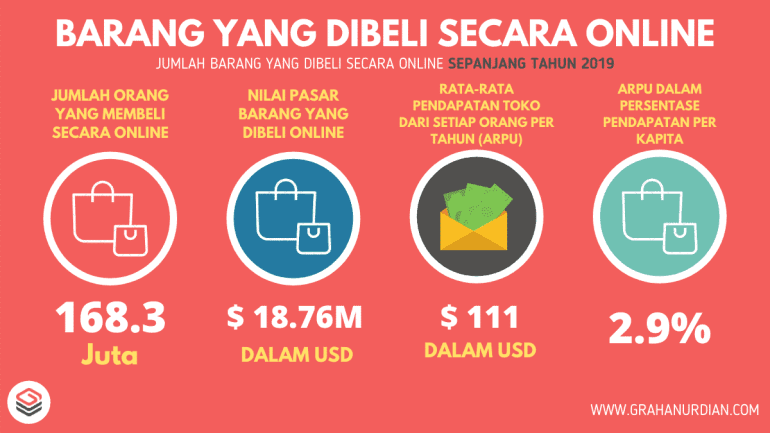 BARANG YANG DIBELI SECARA ONLINE
JUMLAH BARANG YANG DIBELI SECARA ONLINE SEPANJANG TAHUN 2019
JUMLAH ORANG
YANG MEMBELI
SECARA ONLINE
168.3
Juta
NILAI PASAR
BARANG YANG
DIBELI ONLINE
$ 18.76M
DALAM USD
RATA-RATA
PENDAPATAN TOKO
DARI SETIAP ORANG PER
TAHUN (ARPU)
$ 111
DALAM USD
ARPU DALAM
PERSENTASE
PENDAPATAN PER
KAPITA
2.9%
WWW.GRAHANURDIAN.COM